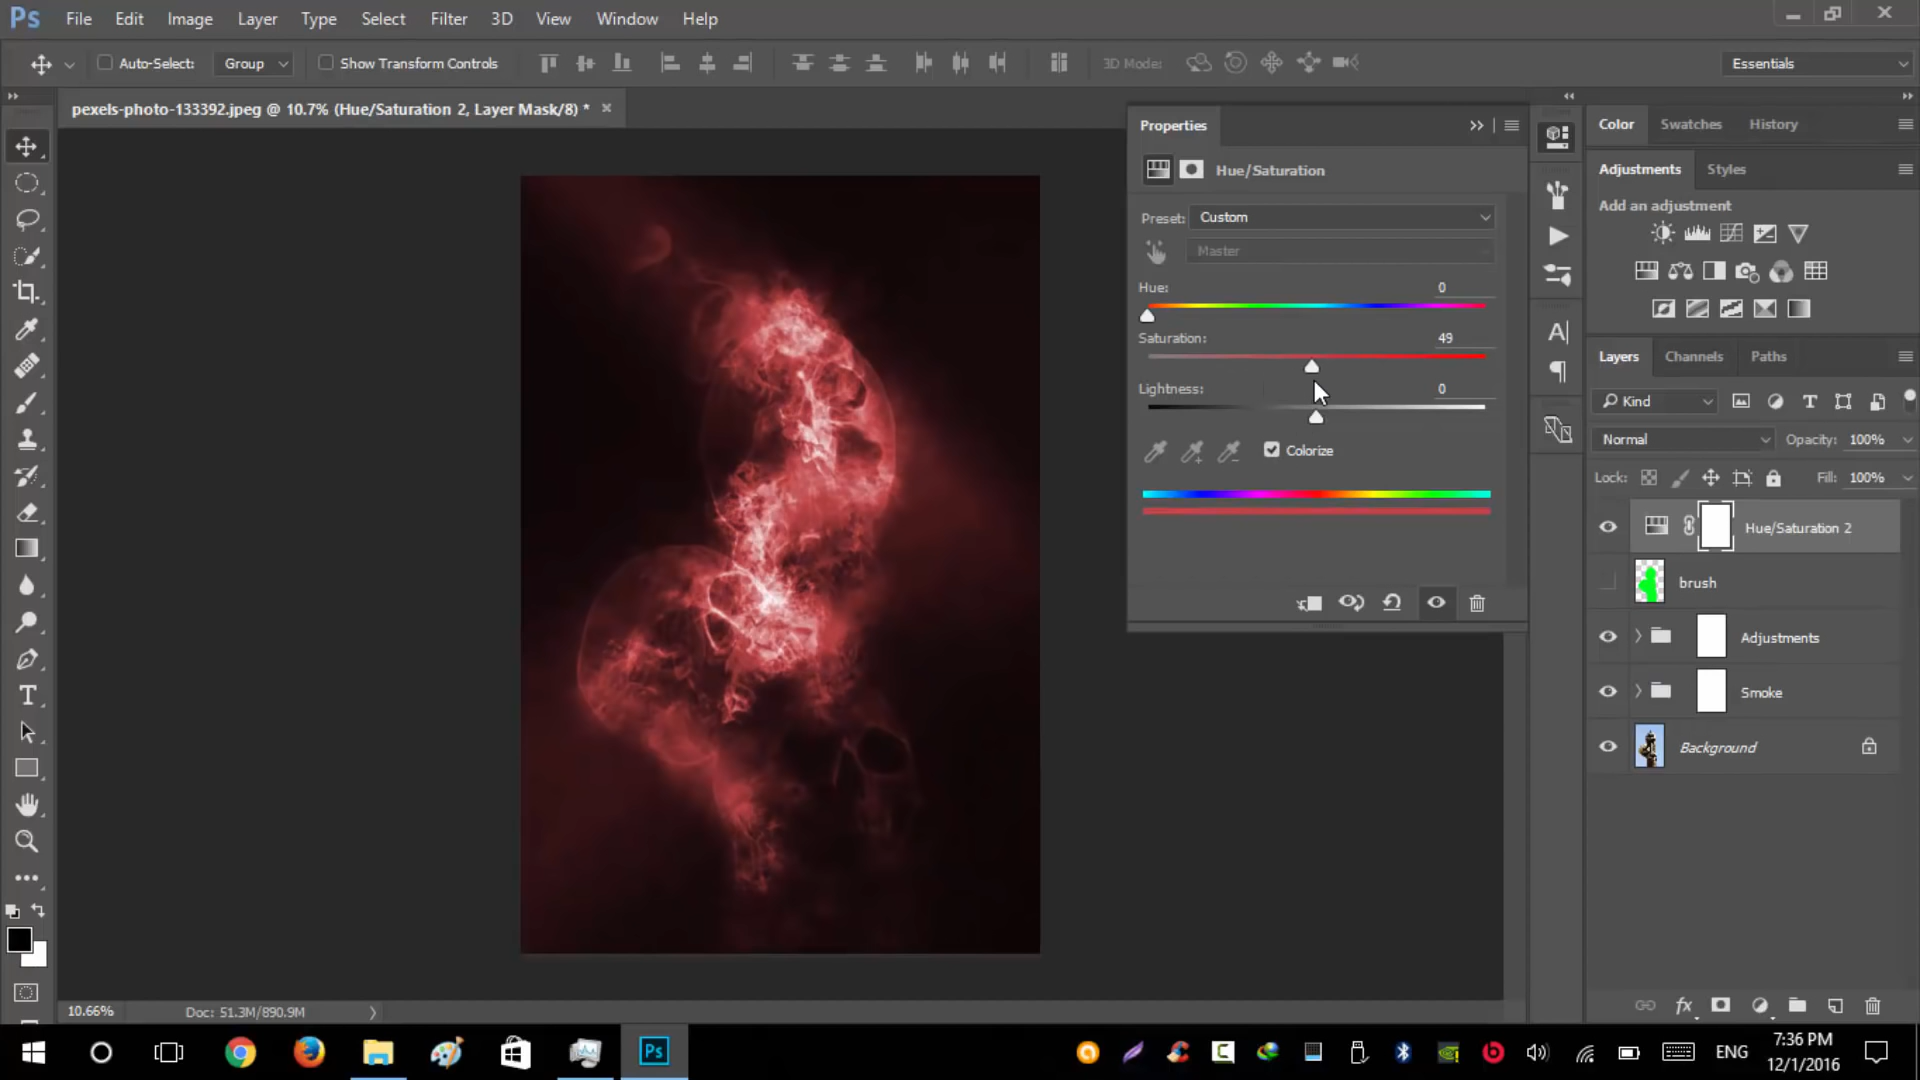 Ps File Edit Image Layer Type Select Filter 3D View Window Help
Auto-Select: Group Show Transform Controls 3D Mode: Essentials
pexels-photo-133392.jpeg @ 10.7% (Hue/Saturation 2, Layer Mask/8) *
Properties
Hue/Saturation
Preset: Custom
Master
Hue: 0
Saturation: 49
Lightness: 0
Colorize
Color Swatches History
Adjustments Styles
Add an adjustment
Layers Channels Paths
Kind
Normal Opacity: 100%
Lock: Fill: 100%
Hue/Saturation 2
brush
Adjustments
Smoke
Background
10.66% Doc: 51.3M/890.9M
Ps
ENG
7:36 PM
12/1/2016